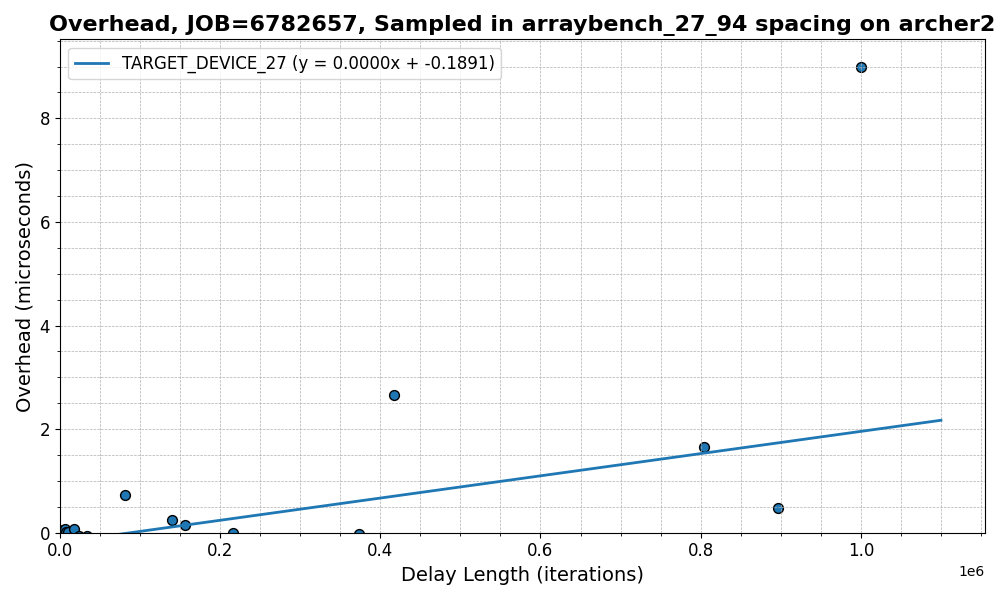 Overhead, JOB=6782657, Sampled in arraybench_27_94 spacing on archer2
TARGET_DEVICE_27 (y = 0.0000x + -0.1891)
Overhead (microseconds)
8
6
4
2
0
0.0 0.2 0.4 0.6 0.8 1.0
1e6
Delay Length (iterations)